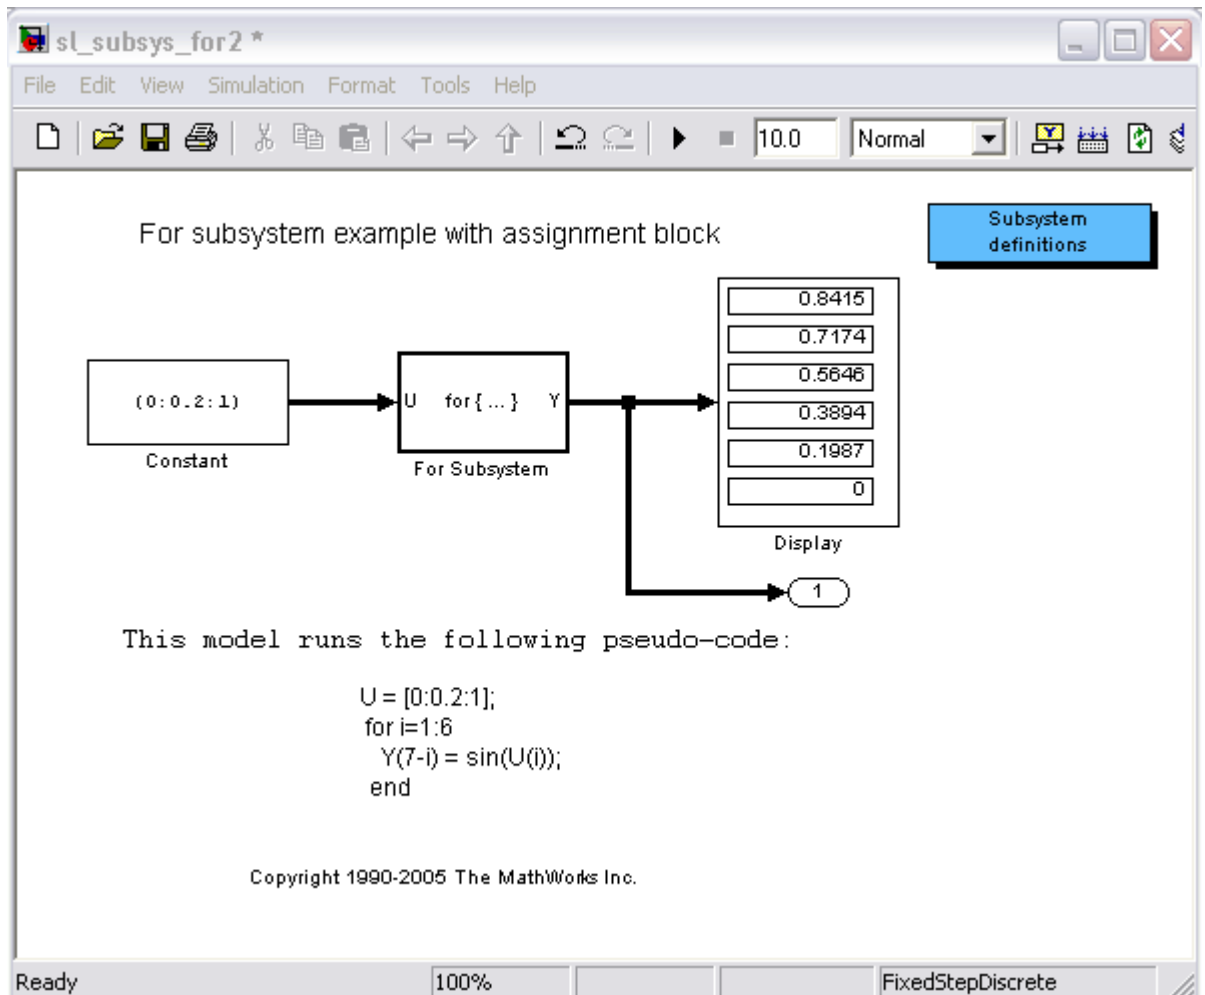 sl_subsys_for2 *
File Edit View Simulation Format Tools Help
10.0 Normal
For subsystem example with assignment block
Subsystem
definitions
0.8415
0.7174
0.5646
0.3894
0.1987
0
(0:0.2:1)
U for { ... } Y
Constant
For Subsystem
Display
1
This model runs the following pseudo-code:
U = [0:0.2:1];
for i=1:6
Y(7-i) = sin(U(i));
end
Copyright 1990-2005 The MathWorks Inc.
Ready 100% FixedStepDiscrete